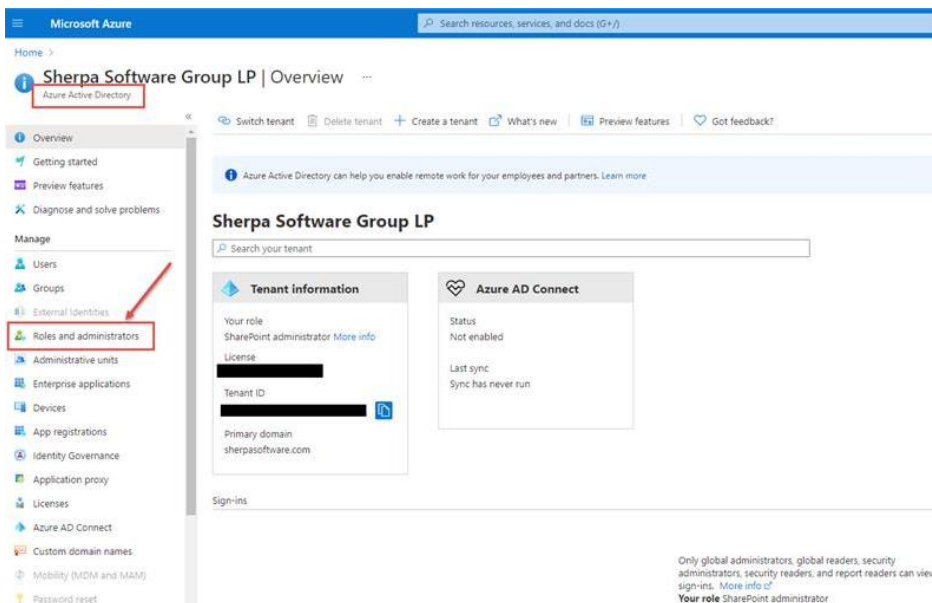 Microsoft Azure
Search resources, services, and docs (G+/)
Home >
Sherpa Software Group LP | Overview ...
Azure Active Directory
«
Switch tenant
Delete tenant
+ Create a tenant
What's new
Preview features
Got feedback?
Overview
Getting started
Preview features
Diagnose and solve problems
Manage
Users
Groups
External Identities
Roles and administrators
Administrative units
Enterprise applications
Devices
App registrations
Identity Governance
Application proxy
Licenses
Azure AD Connect
Custom domain names
Mobility (MDM and MAM)
Password reset
Azure Active Directory can help you enable remote work for your employees and partners. Learn more
Sherpa Software Group LP
Search your tenant
Tenant information
Your role
SharePoint administrator More info
License
Tenant ID
Primary domain
sherpasoftware.com
Azure AD Connect
Status
Not enabled
Last sync
Sync has never run
Sign-ins
Only global administrators, global readers, security
administrators, security readers, and report readers can view
sign-ins. More info
Your role SharePoint administrator